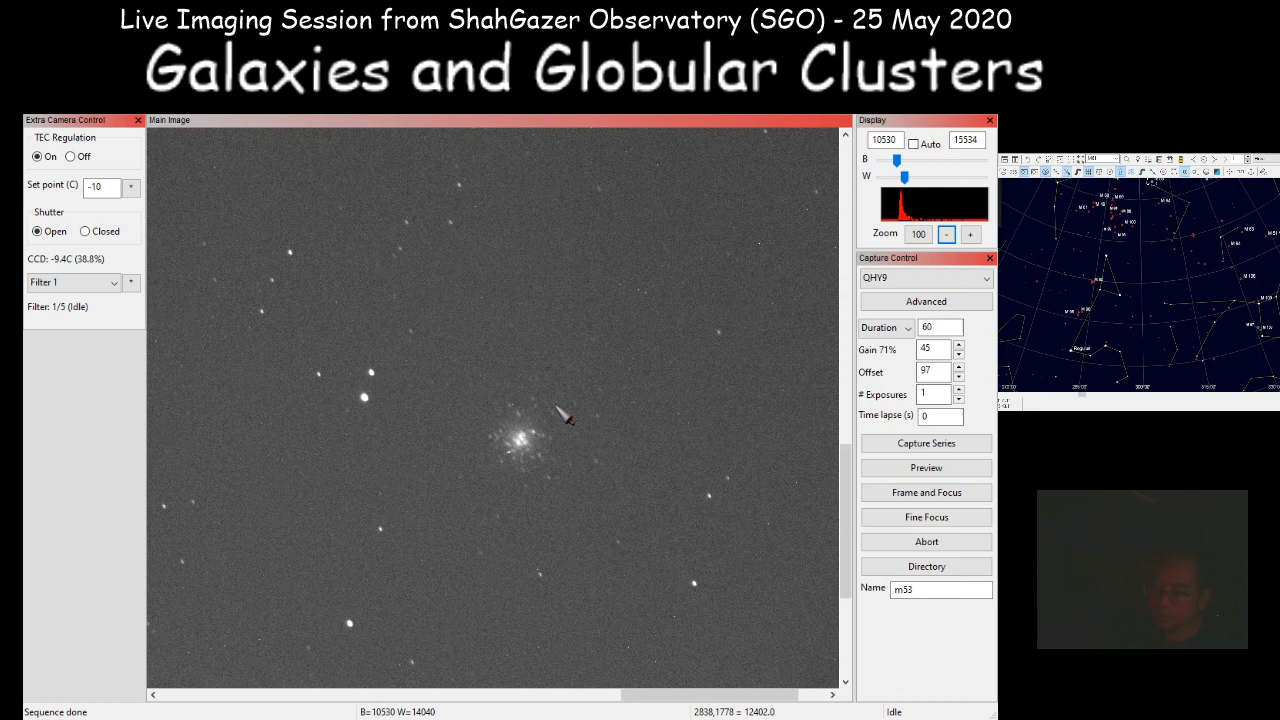 Live Imaging Session from ShahGazer Observatory (SGO) - 25 May 2020
Galaxies and Globular Clusters
Extra Camera Control
TEC Regulation
On Off
Set point (C) -10 *
Shutter
Open Closed
CCD: -9.4C (38.8%)
Filter 1 *
Filter: 1/5 (Idle)
Main Image
Display
10530 Auto 15534
B
W
Zoom 100 - +
Capture Control
QHY9
Advanced
Duration 60
Gain 71% 45
Offset 97
# Exposures 1
Time lapse (s) 0
Capture Series
Preview
Frame and Focus
Fine Focus
Abort
Directory
Name m53
Regulus
Sequence done
B=10530 W=14040
2838,1778 = 12402.0
Idle